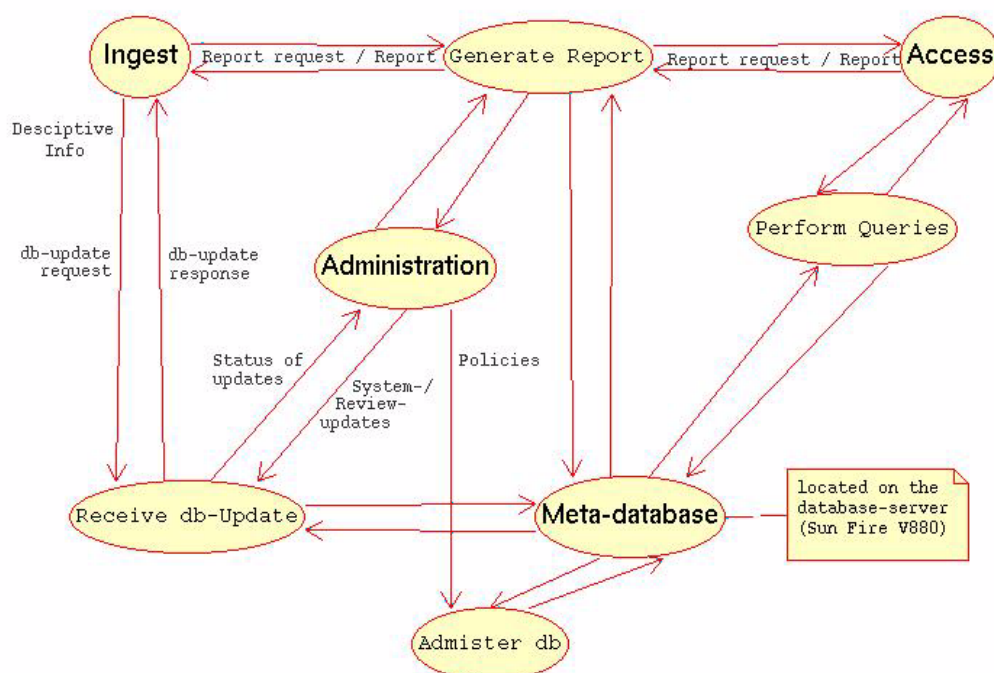 Ingest
Report request / Report
Generate Report
Report request / Report
Access
Desciptive
Info
Perform Queries
db-update
request
db-update
response
Administration
Status of
updates
System-/
Review-
updates
Policies
Receive db-Update
Meta-database
located on the
database-server
(Sun Fire V880)
Admister db